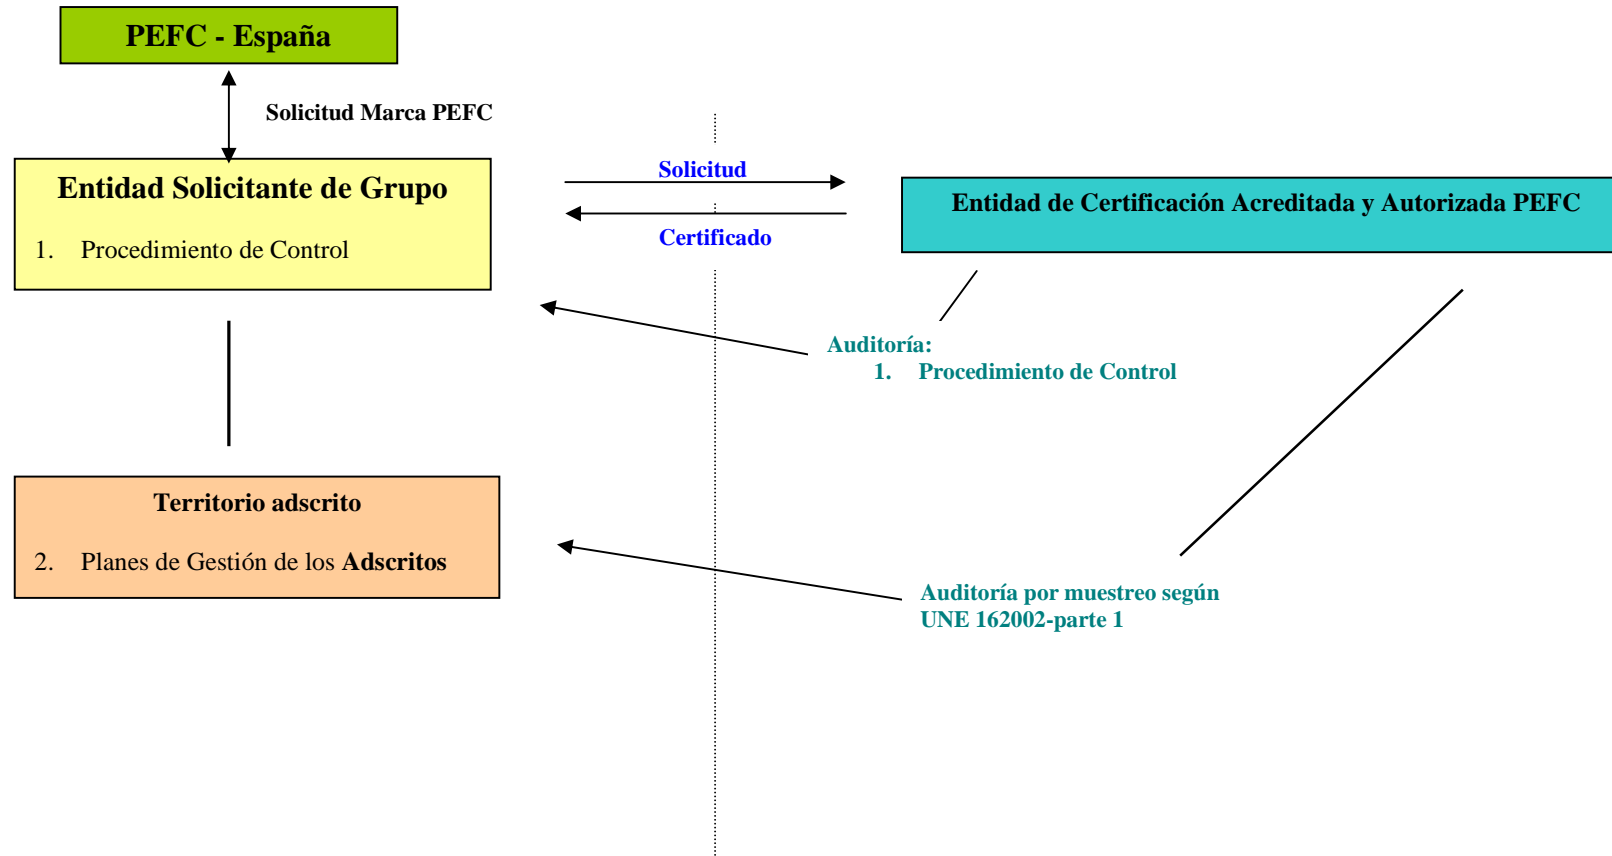 PEFC - España
Solicitud Marca PEFC
Entidad Solicitante de Grupo
1. Procedimiento de Control
Solicitud
Certificado
Entidad de Certificación Acreditada y Autorizada PEFC
Auditoría:
1. Procedimiento de Control
Territorio adscrito
2. Planes de Gestión de los Adscritos
Auditoría por muestreo según
UNE 162002-parte 1